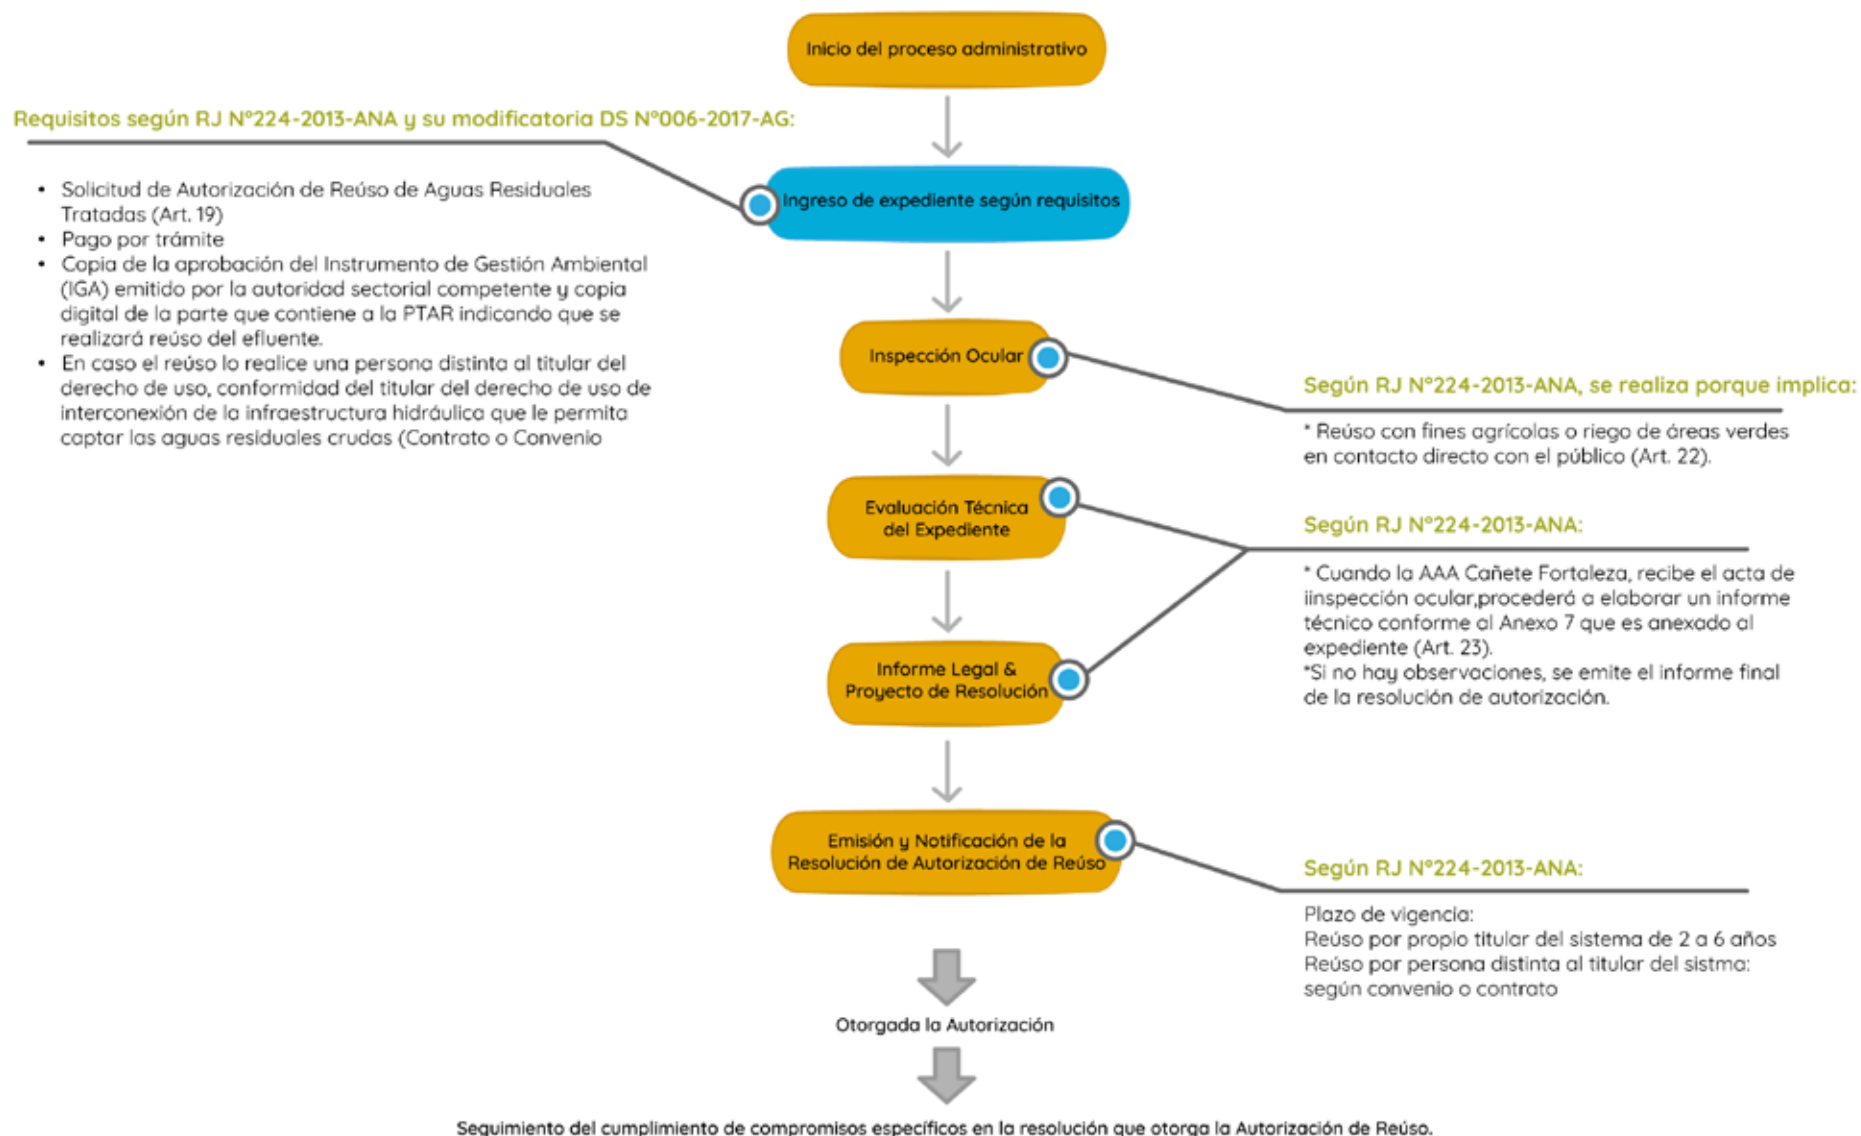 Inicio del proceso administrativo
Requisitos según RJ N°224-2013-ANA y su modificatoria DS N°006-2017-AG:
• Solicitud de Autorización de Reúso de Aguas Residuales
Tratadas (Art. 19)
• Pago por trámite
• Copia de la aprobación del Instrumento de Gestión Ambiental
(IGA) emitido por la autoridad sectorial competente y copia
digital de la parte que contiene a la PTAR indicando que se
realizará reúso del efluente.
• En caso el reúso lo realice una persona distinta al titular del
derecho de uso, conformidad del titular del derecho de uso de
interconexión de la infraestructura hidráulica que le permita
captar las aguas residuales crudas (Contrato o Convenio
Ingreso de expediente según requisitos
Inspección Ocular
Según RJ N°224-2013-ANA, se realiza porque implica:
* Reúso con fines agrícolas o riego de áreas verdes
en contacto directo con el público (Art. 22).
Evaluación Técnica
del Expediente
Informe Legal &
Proyecto de Resolución
Según RJ N°224-2013-ANA:
* Cuando la AAA Cañete Fortaleza, recibe el acta de
iinspección ocular,procederá a elaborar un informe
técnico conforme al Anexo 7 que es anexado al
expediente (Art. 23).
*Si no hay observaciones, se emite el informe final
de la resolución de autorización.
Emisión y Notificación de la
Resolución de Autorización de Reúso
Según RJ N°224-2013-ANA:
Plazo de vigencia:
Reúso por propio titular del sistema de 2 a 6 años
Reúso por persona distinta al titular del sistma:
según convenio o contrato
Otorgada la Autorización
Seguimiento del cumplimiento de compromisos específicos en la resolución que otorga la Autorización de Reúso.